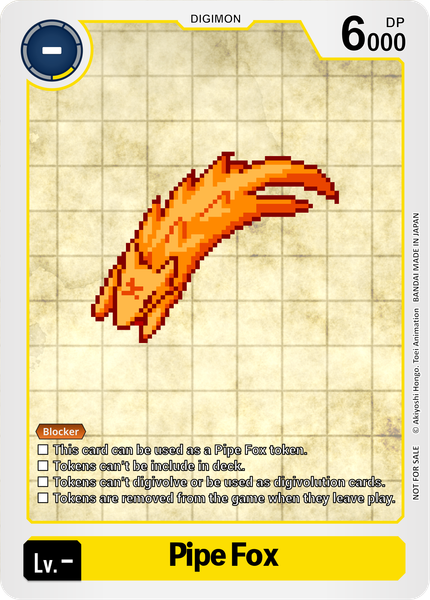 DIGIMON
-
DP
6000
Blocker
□ This card can be used as a Pipe Fox token.
□ Tokens can't be include in deck.
□ Tokens can't digivolve or be used as digivolution cards.
□ Tokens are removed from the game when they leave play.
NOT FOR SALE © Akiyoshi Hongo. Toei Animation BANDAI MADE IN JAPAN
Lv.-
Pipe Fox